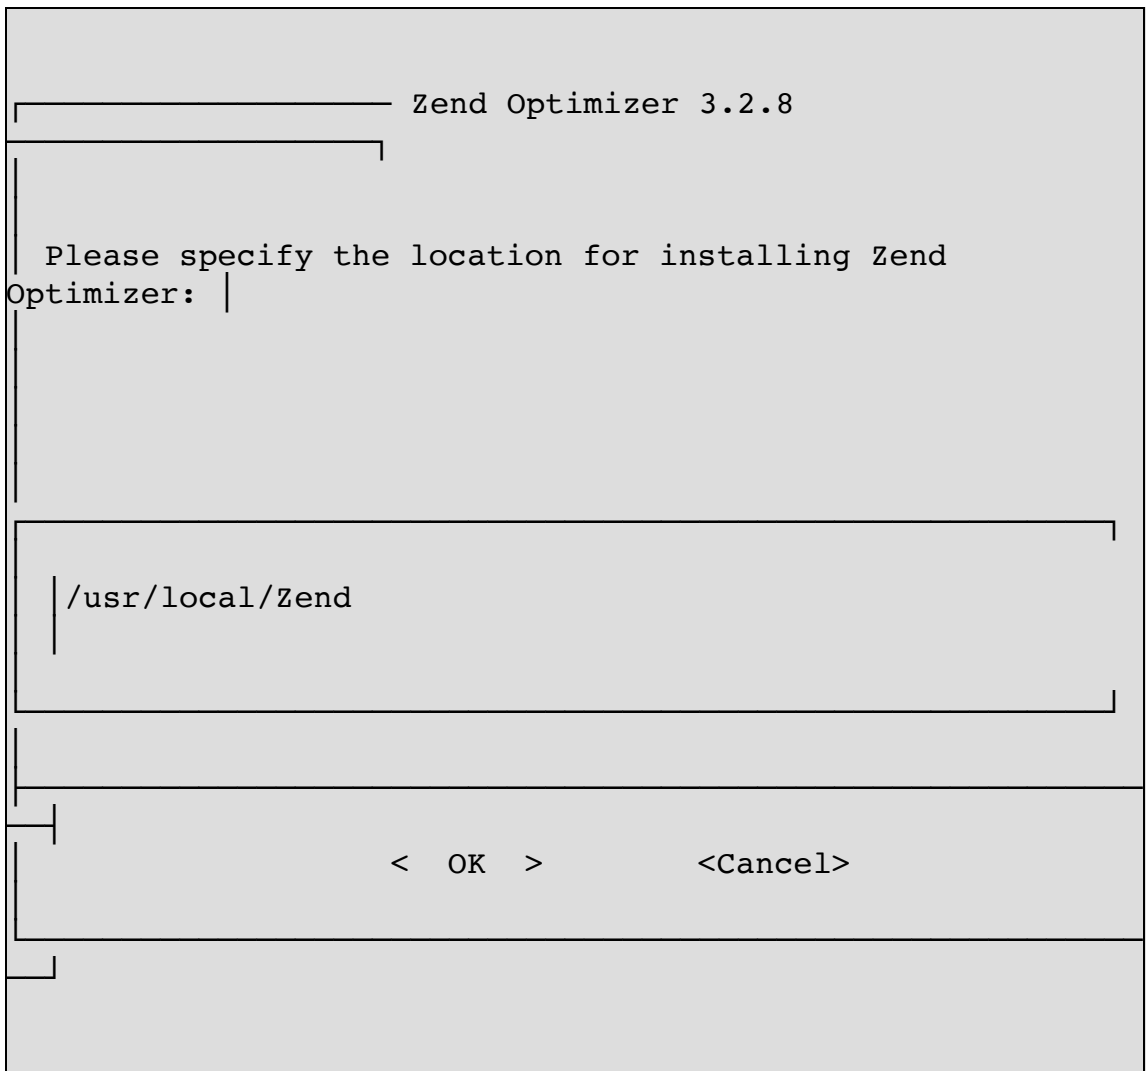 Zend Optimizer 3.2.8
Please specify the location for installing Zend
Optimizer:
/usr/local/Zend
< OK > <Cancel>